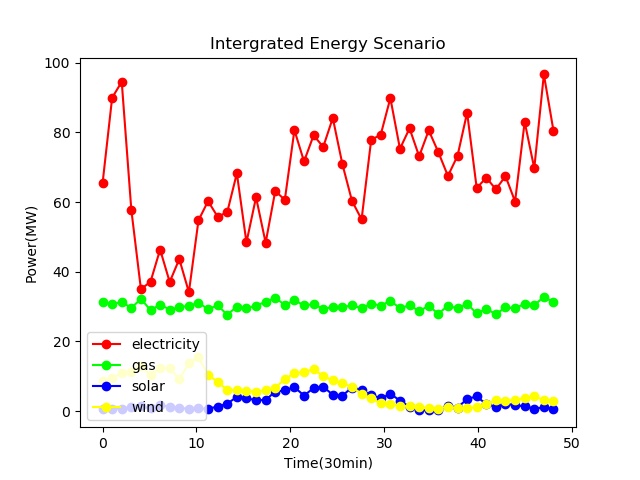 Intergrated Energy Scenario
Power(MW)
100
80
60
40
20
0
electricity
gas
solar
wind
0 10 20 30 40 50
Time(30min)